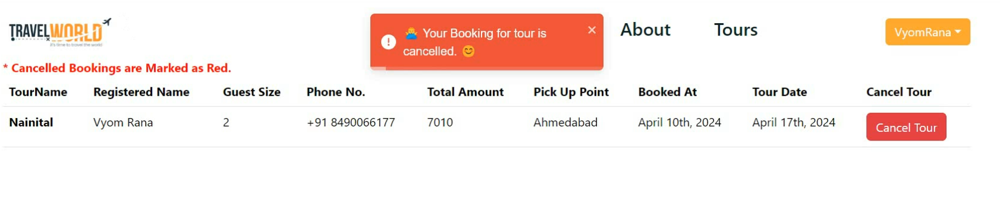 TRAVEL WORLD
It's time to travel the world
🙅‍♂️ Your Booking for tour is
cancelled. 😊
About
Tours
VyomRana
* Cancelled Bookings are Marked as Red.
TourName Registered Name Guest Size Phone No. Total Amount Pick Up Point Booked At Tour Date Cancel Tour
Nainital Vyom Rana 2 +91 8490066177 7010 Ahmedabad April 10th, 2024 April 17th, 2024 Cancel Tour